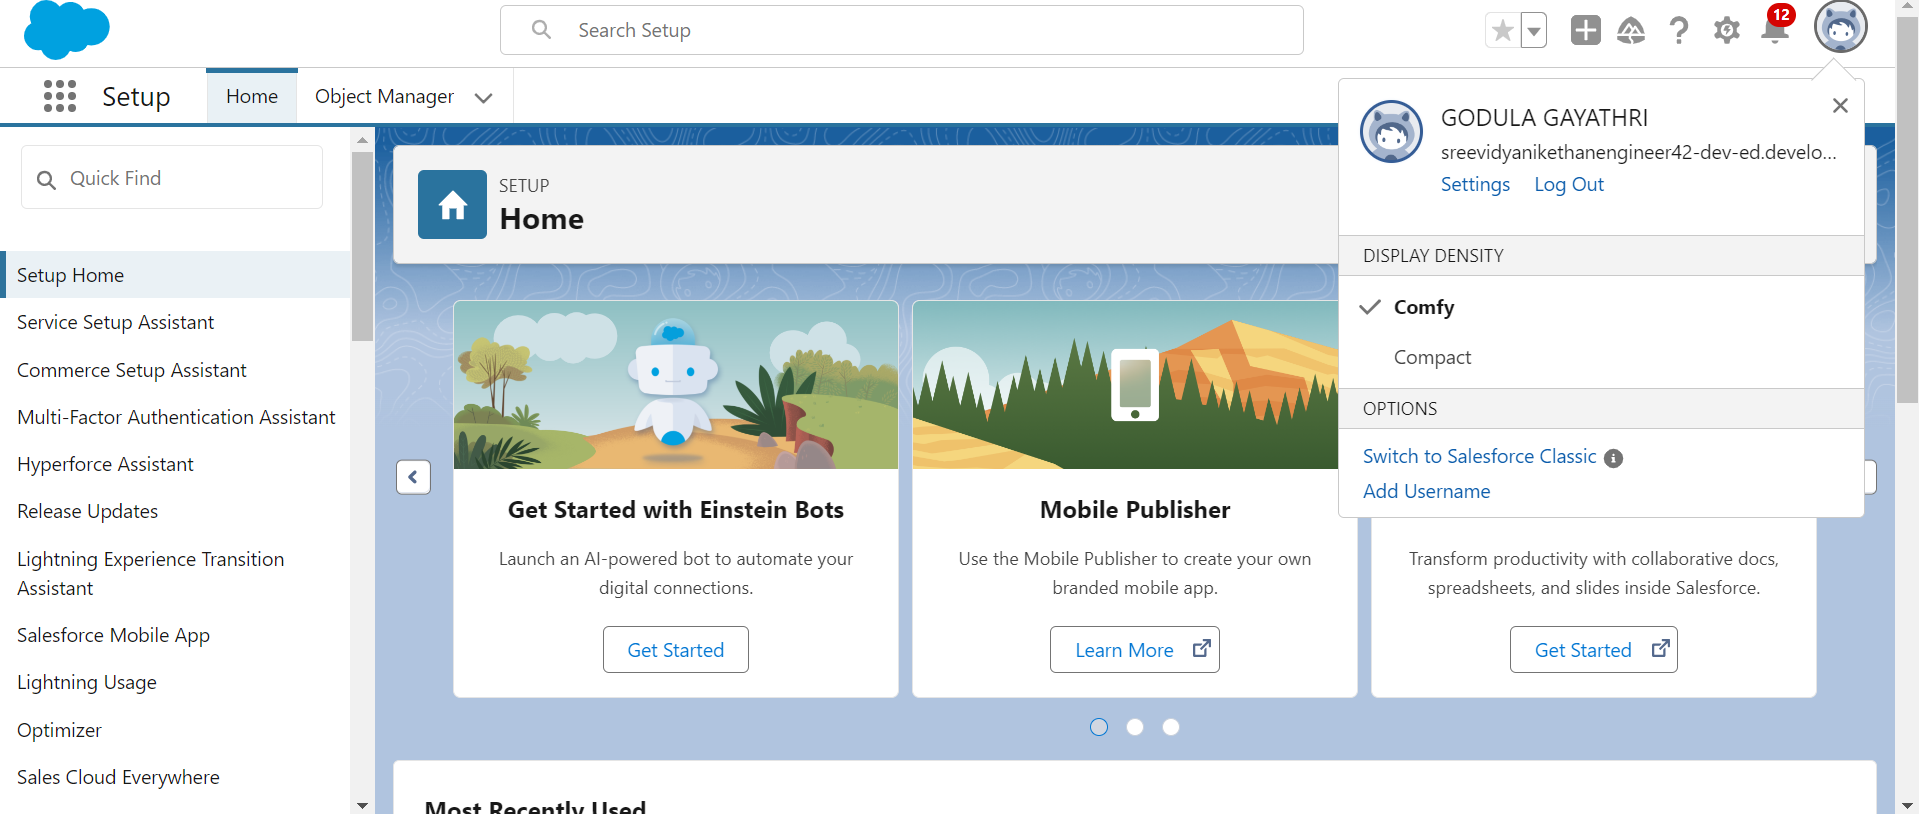 Search Setup
12
Setup
Home
Object Manager
Quick Find
Setup Home
Service Setup Assistant
Commerce Setup Assistant
Multi-Factor Authentication Assistant
Hyperforce Assistant
Release Updates
Lightning Experience Transition
Assistant
Salesforce Mobile App
Lightning Usage
Optimizer
Sales Cloud Everywhere
SETUP
Home
Get Started with Einstein Bots
Launch an AI-powered bot to automate your
digital connections.
Get Started
Mobile Publisher
Use the Mobile Publisher to create your own
branded mobile app.
Learn More
Transform productivity with collaborative docs,
spreadsheets, and slides inside Salesforce.
Get Started
Most Recently Used
GODULA GAYATHRI
sreevidyanikethanengineer42-dev-ed.develo...
Settings
Log Out
DISPLAY DENSITY
Comfy
Compact
OPTIONS
Switch to Salesforce Classic
Add Username